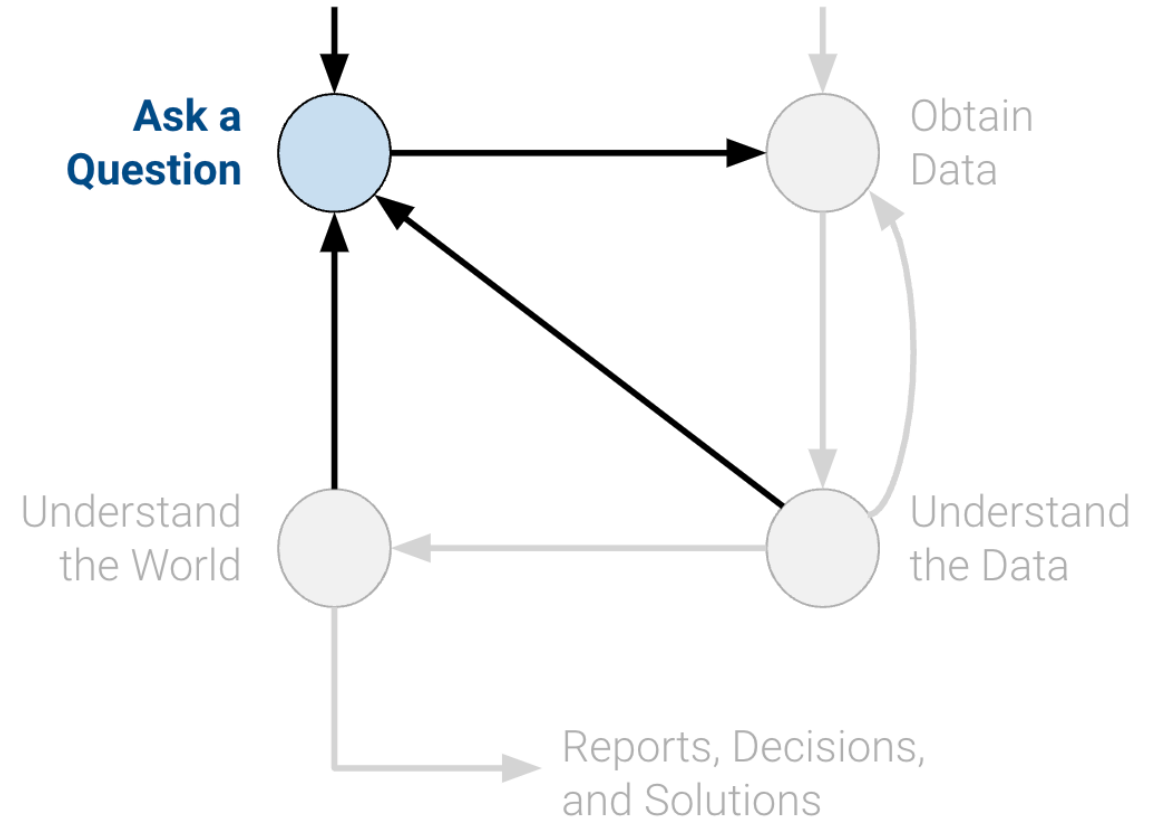 Ask a
Question
Obtain
Data
Understand
the World
Understand
the Data
Reports, Decisions,
and Solutions